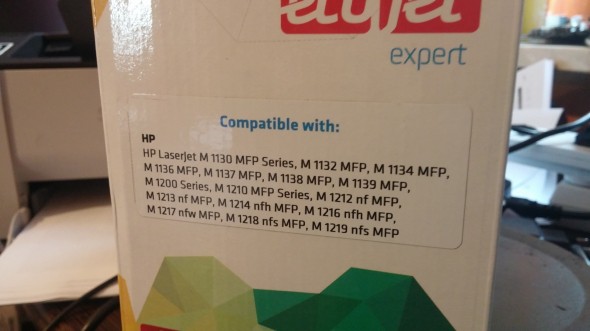 expert
Compatible with:
HP
HP LaserJet M 1130 MFP Series, M 1132 MFP, M 1134 MFP,
M 1136 MFP, M 1137 MFP, M 1138 MFP, M 1139 MFP,
M 1200 Series, M 1210 MFP Series, M 1212 nf MFP,
M 1213 nf MFP, M 1214 nfh MFP, M 1216 nfh MFP,
M 1217 nfw MFP, M 1218 nfs MFP, M 1219 nfs MFP